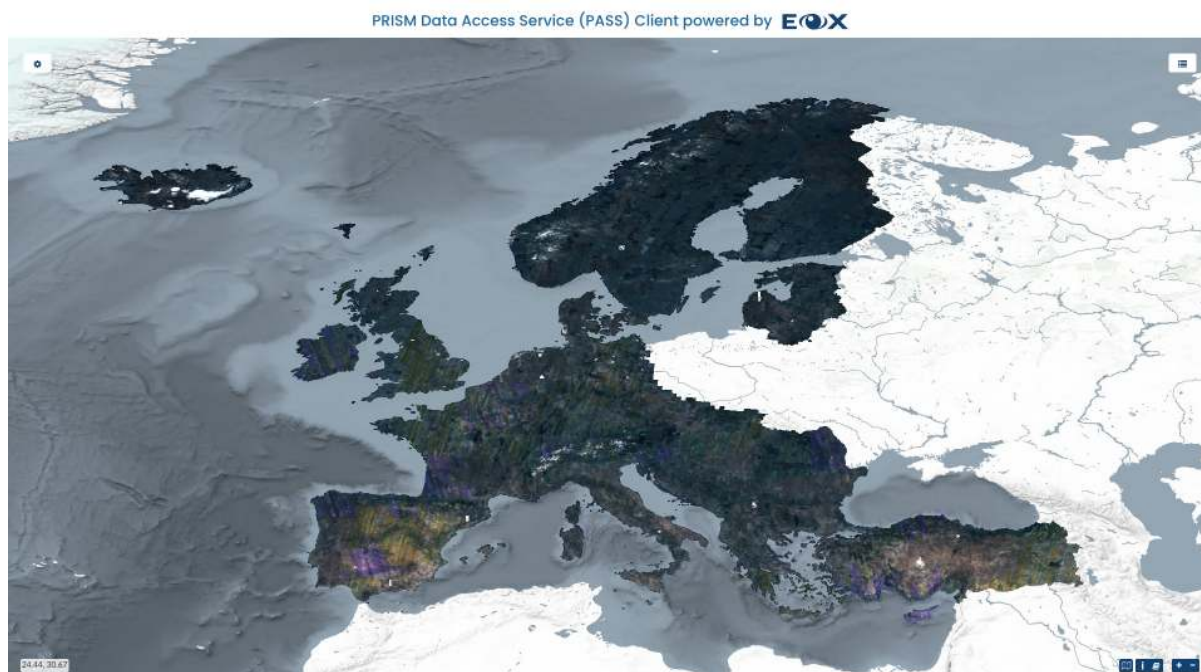 PRISM Data Access Service (PASS) Client powered by EOX
24.44, 30.67